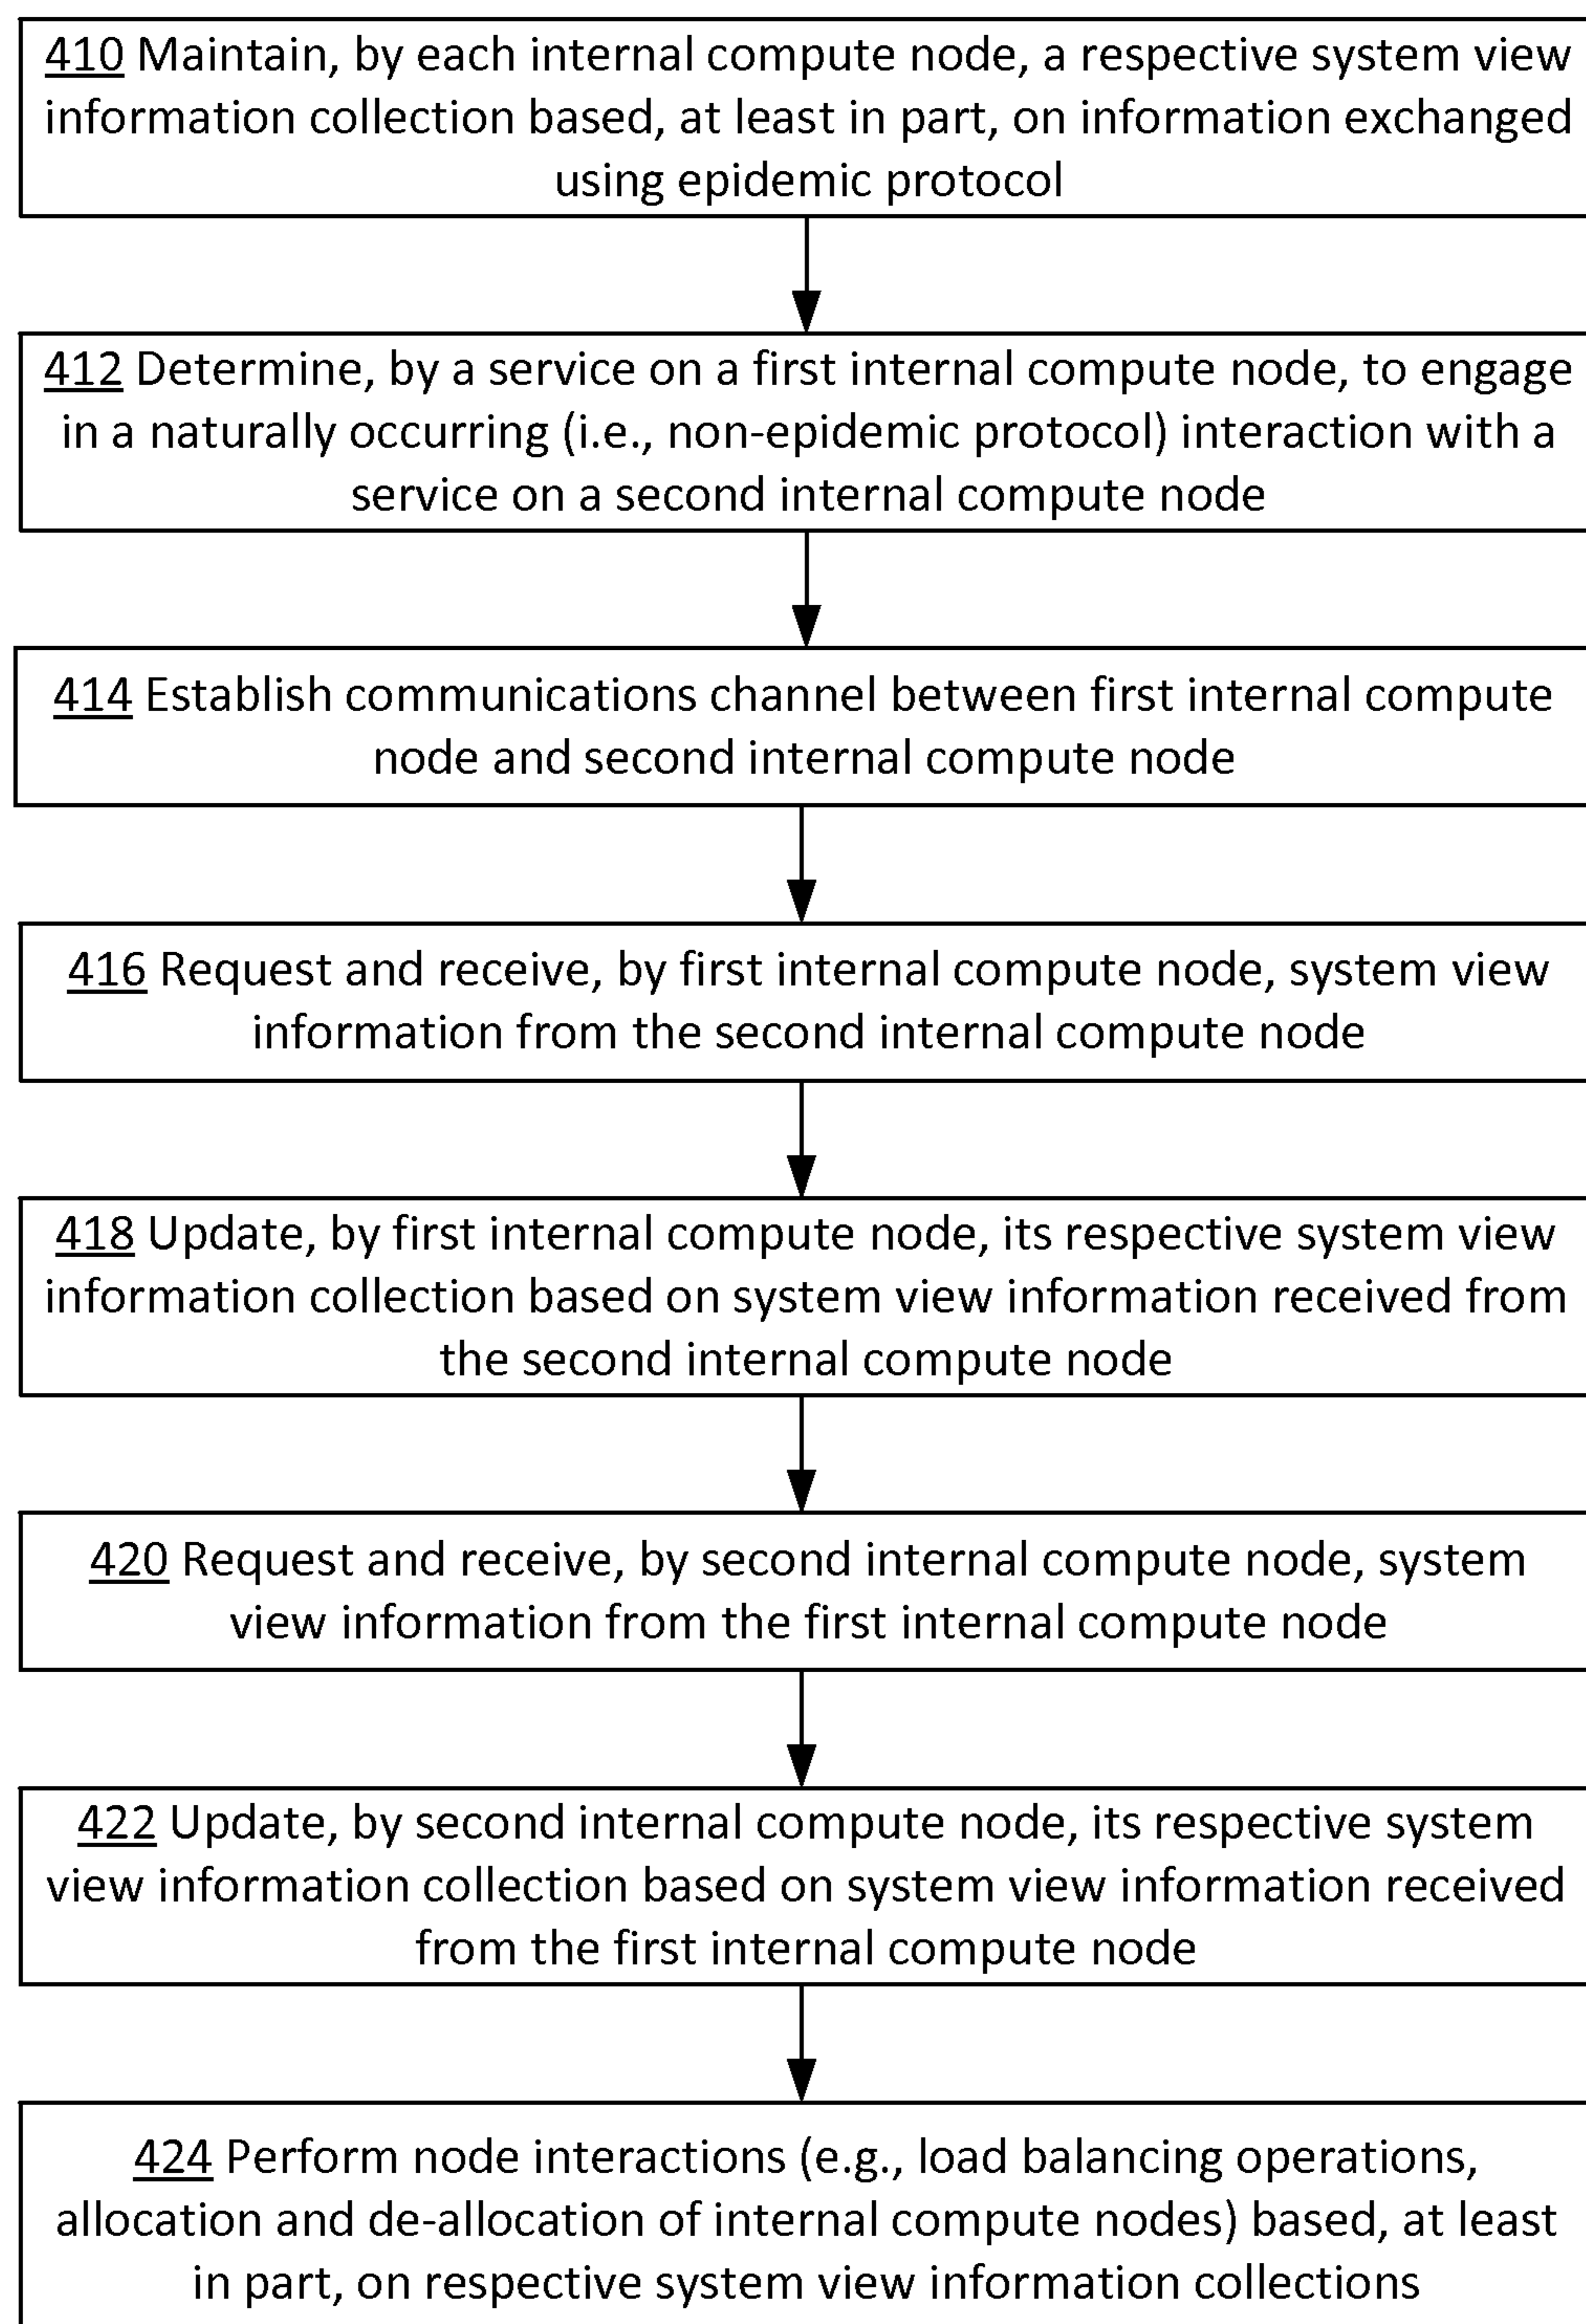 410 Maintain, by each internal compute node, a respective system view
information collection based, at least in part, on information exchanged
using epidemic protocol
412 Determine, by a service on a first internal compute node, to engage
in a naturally occurring (i.e., non-epidemic protocol) interaction with a
service on a second internal compute node
414 Establish communications channel between first internal compute
node and second internal compute node
416 Request and receive, by first internal compute node, system view
information from the second internal compute node
418 Update, by first internal compute node, its respective system view
information collection based on system view information received from
the second internal compute node
420 Request and receive, by second internal compute node, system
view information from the first internal compute node
422 Update, by second internal compute node, its respective system
view information collection based on system view information received
from the first internal compute node
424 Perform node interactions (e.g., load balancing operations,
allocation and de-allocation of internal compute nodes) based, at least
in part, on respective system view information collections